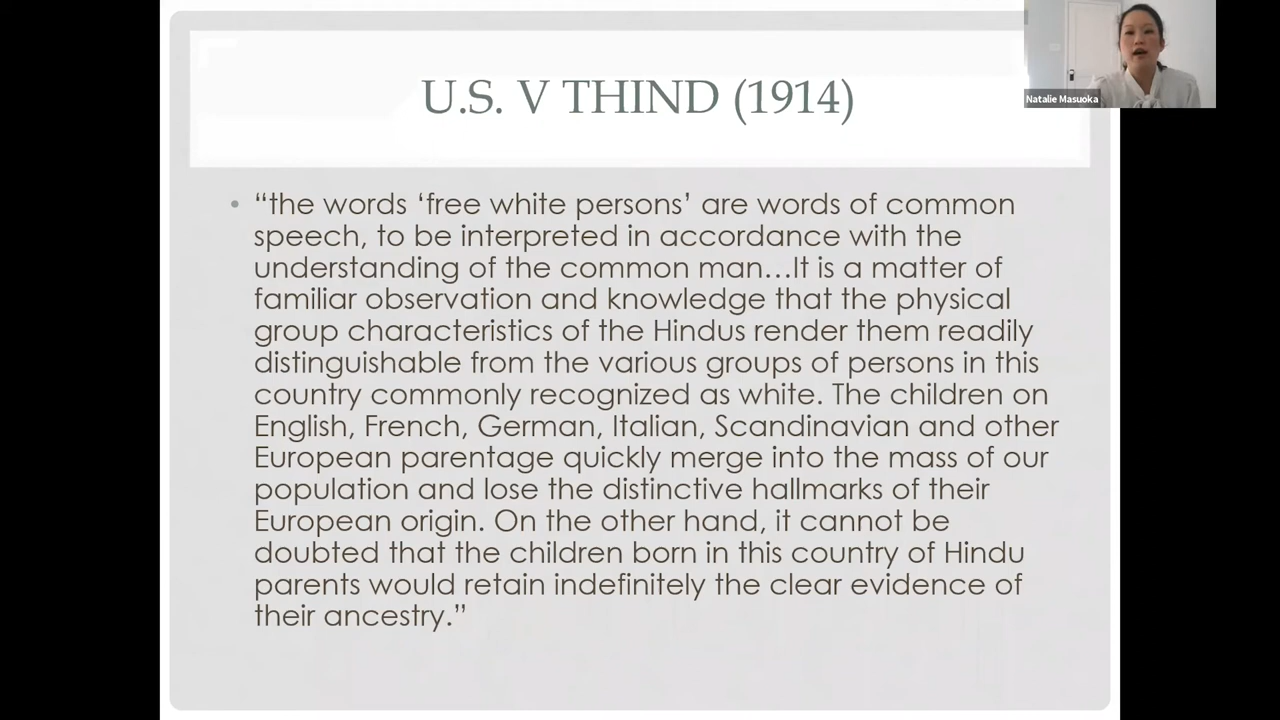 U.S. V THIND (1914)
Natalie Masuoka
• “the words ‘free white persons’ are words of common
speech, to be interpreted in accordance with the
understanding of the common man…It is a matter of
familiar observation and knowledge that the physical
group characteristics of the Hindus render them readily
distinguishable from the various groups of persons in this
country commonly recognized as white. The children on
English, French, German, Italian, Scandinavian and other
European parentage quickly merge into the mass of our
population and lose the distinctive hallmarks of their
European origin. On the other hand, it cannot be
doubted that the children born in this country of Hindu
parents would retain indefinitely the clear evidence of
their ancestry.”